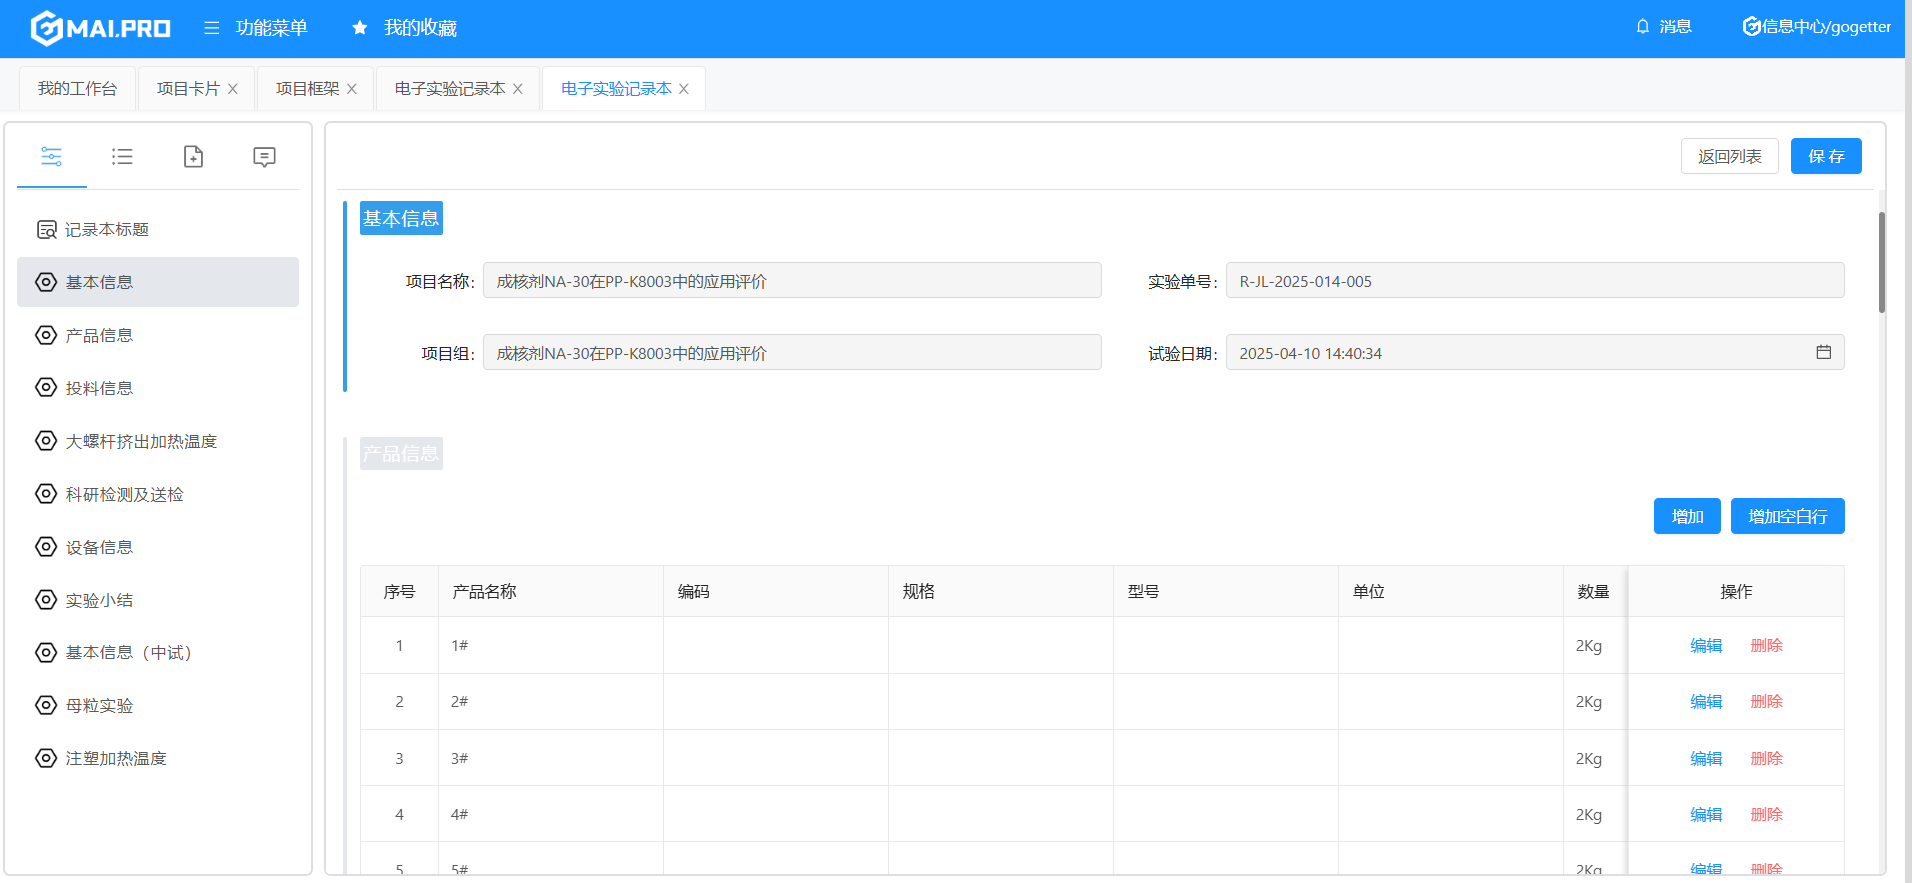 MAI.PRO 功能菜单 我的收藏 消息 信息中心/gogetter
我的工作台 项目卡片 项目框架 电子实验记录本 电子实验记录本
返回列表 保 存
记录本标题
基本信息
产品信息
投料信息
大螺杆挤出加热温度
科研检测及送检
设备信息
实验小结
基本信息（中试）
母粒实验
注塑加热温度
基本信息
项目名称: 成核剂NA-30在PP-K8003中的应用评价 实验单号: R-JL-2025-014-005
项目组: 成核剂NA-30在PP-K8003中的应用评价 试验日期: 2025-04-10 14:40:34
产品信息
增加 增加空白行
序号 产品名称 编码 规格 型号 单位 数量 操作
1 1# 2Kg 编辑 删除
2 2# 2Kg 编辑 删除
3 3# 2Kg 编辑 删除
4 4# 2Kg 编辑 删除
5 5# 2Kg 编辑 删除